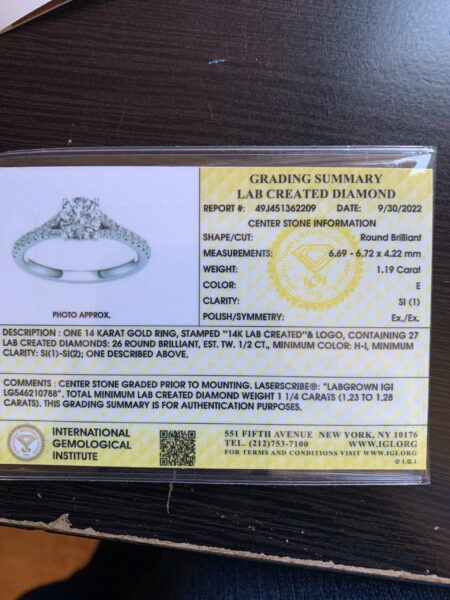 GRADING SUMMARY
LAB CREATED DIAMOND
REPORT #: 49J451362209 DATE: 9/30/2022
CENTER STONE INFORMATION
SHAPE/CUT: Round Brilliant
MEASUREMENTS: 6.69 - 6.72 x 4.22 mm
WEIGHT: 1.19 Carat
COLOR: E
CLARITY: SI (1)
POLISH/SYMMETRY: Ex./Ex.
PHOTO APPROX.
DESCRIPTION : ONE 14 KARAT GOLD RING, STAMPED "14K LAB CREATED"& LOGO, CONTAINING 27
LAB CREATED DIAMONDS: 26 ROUND BRILLIANT, EST. TW. 1/2 CT., MINIMUM COLOR: H-I, MINIMUM
CLARITY: SI(1)-SI(2); ONE DESCRIBED ABOVE.
COMMENTS : CENTER STONE GRADED PRIOR TO MOUNTING. LASERSCRIBE®: "LABGROWN IGI
LG546210788". TOTAL MINIMUM LAB CREATED DIAMOND WEIGHT 1 1/4 CARATS (1.23 TO 1.28
CARATS). THIS GRADING SUMMARY IS FOR AUTHENTICATION PURPOSES.
INTERNATIONAL
GEMOLOGICAL
INSTITUTE
551 FIFTH AVENUE NEW YORK, NY 10176
TEL.. (212)753-7100 WWW.IGI.ORG
FOR TERMS AND CONDITIONS VISIT WWW.IGI.ORG
© I.G.I.